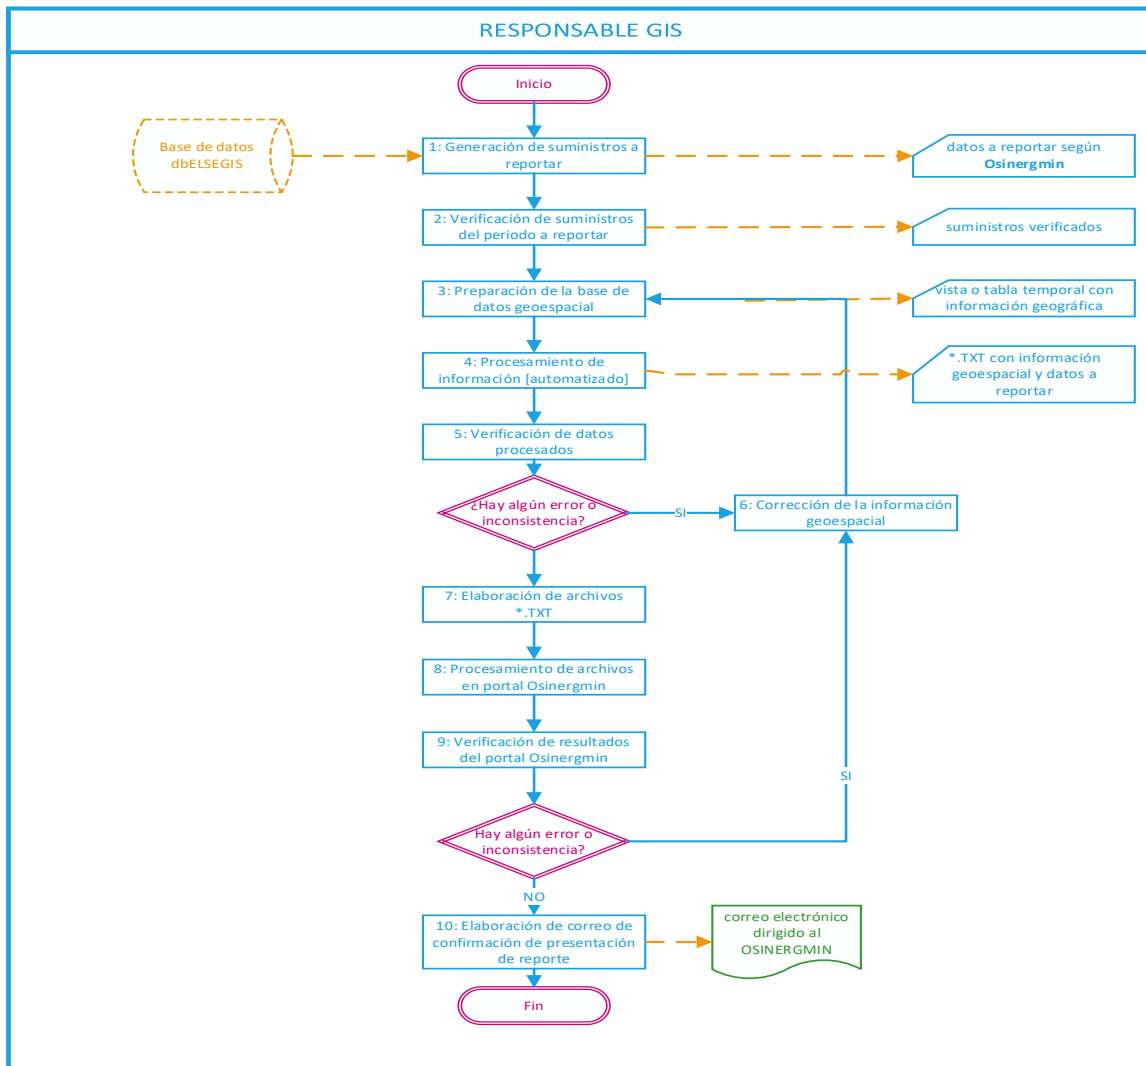 RESPONSABLE GIS
Inicio
Base de datos
dbELSEGIS
1: Generación de suministros a
reportar
datos a reportar según
Osinergmin
2: Verificación de suministros
del periodo a reportar
suministros verificados
3: Preparación de la base de
datos geoespacial
vista o tabla temporal con
información geográfica
4: Procesamiento de
información [automatizado]
*.TXT con información
geoespacial y datos a
reportar
5: Verificación de datos
procesados
¿Hay algún error o
inconsistencia?
SI
6: Corrección de la información
geoespacial
7: Elaboración de archivos
*.TXT
8: Procesamiento de archivos
en portal Osinergmin
9: Verificación de resultados
del portal Osinergmin
SI
Hay algún error o
inconsistencia?
NO
10: Elaboración de correo de
confirmación de presentación
de reporte
correo electrónico
dirigido al
OSINERGMIN
Fin